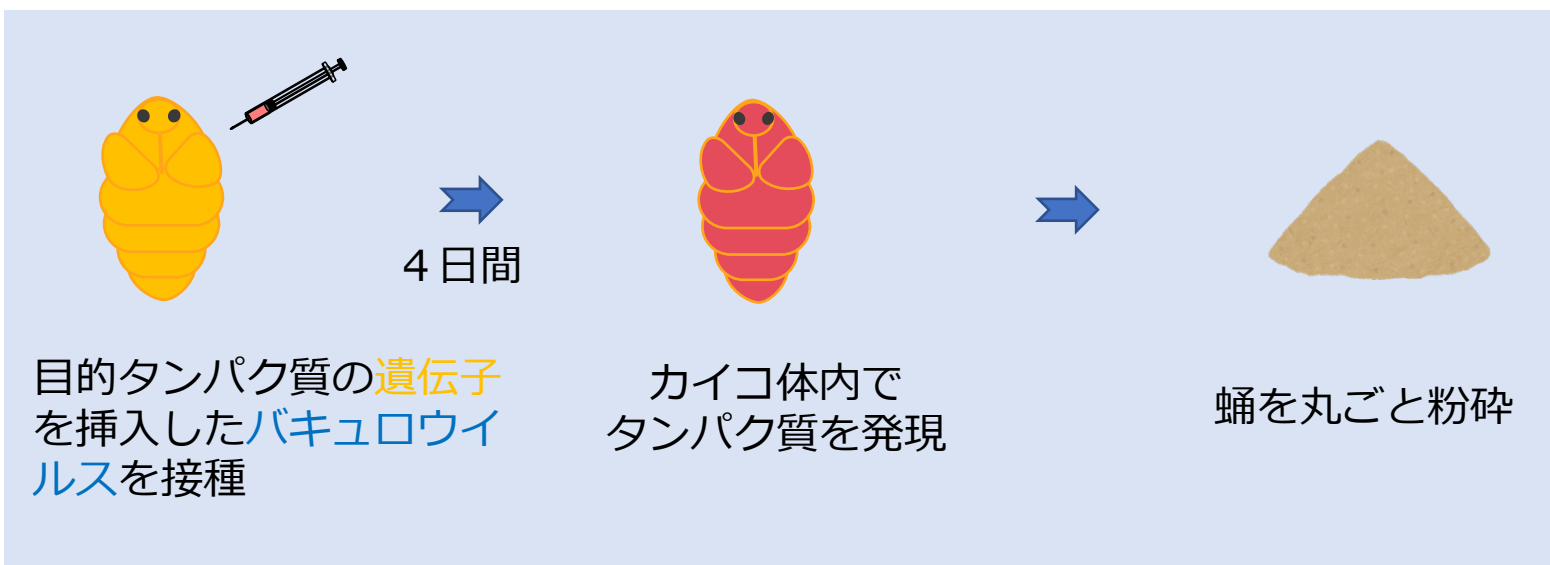 ４日間
目的タンパク質の遺伝子
を挿入したバキュロウイ
ルスを接種
カイコ体内で
タンパク質を発現
蛹を丸ごと粉砕